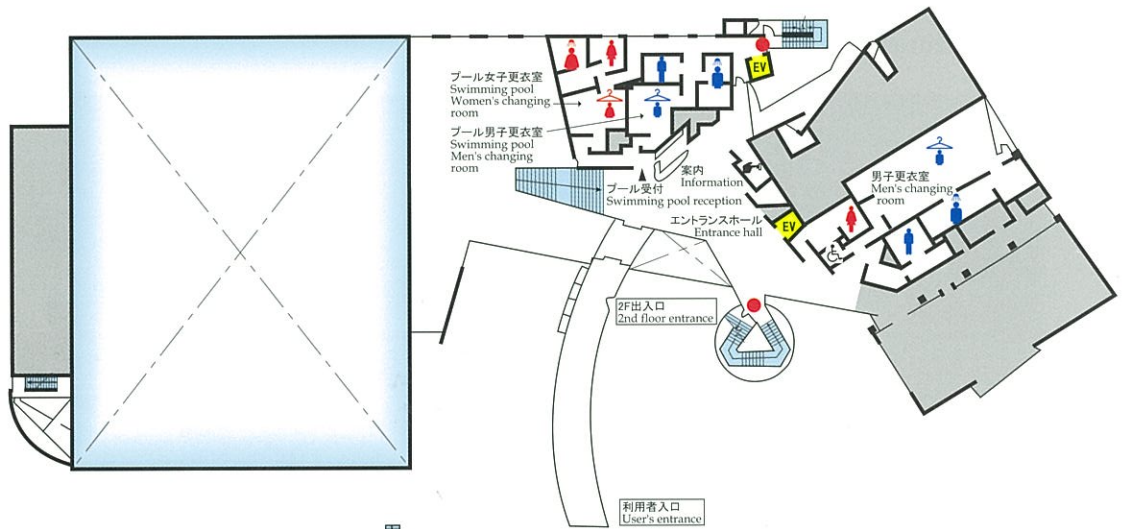 プール女子更衣室
Swimming pool
Women's changing
room
プール男子更衣室
Swimming pool
Men's changing
room
案内
Information
プール受付
Swimming pool reception
エントランスホール
Entrance hall
EV
EV
男子更衣室
Men's changing
room
2F出入口
2nd floor entrance
利用者入口
User's entrance